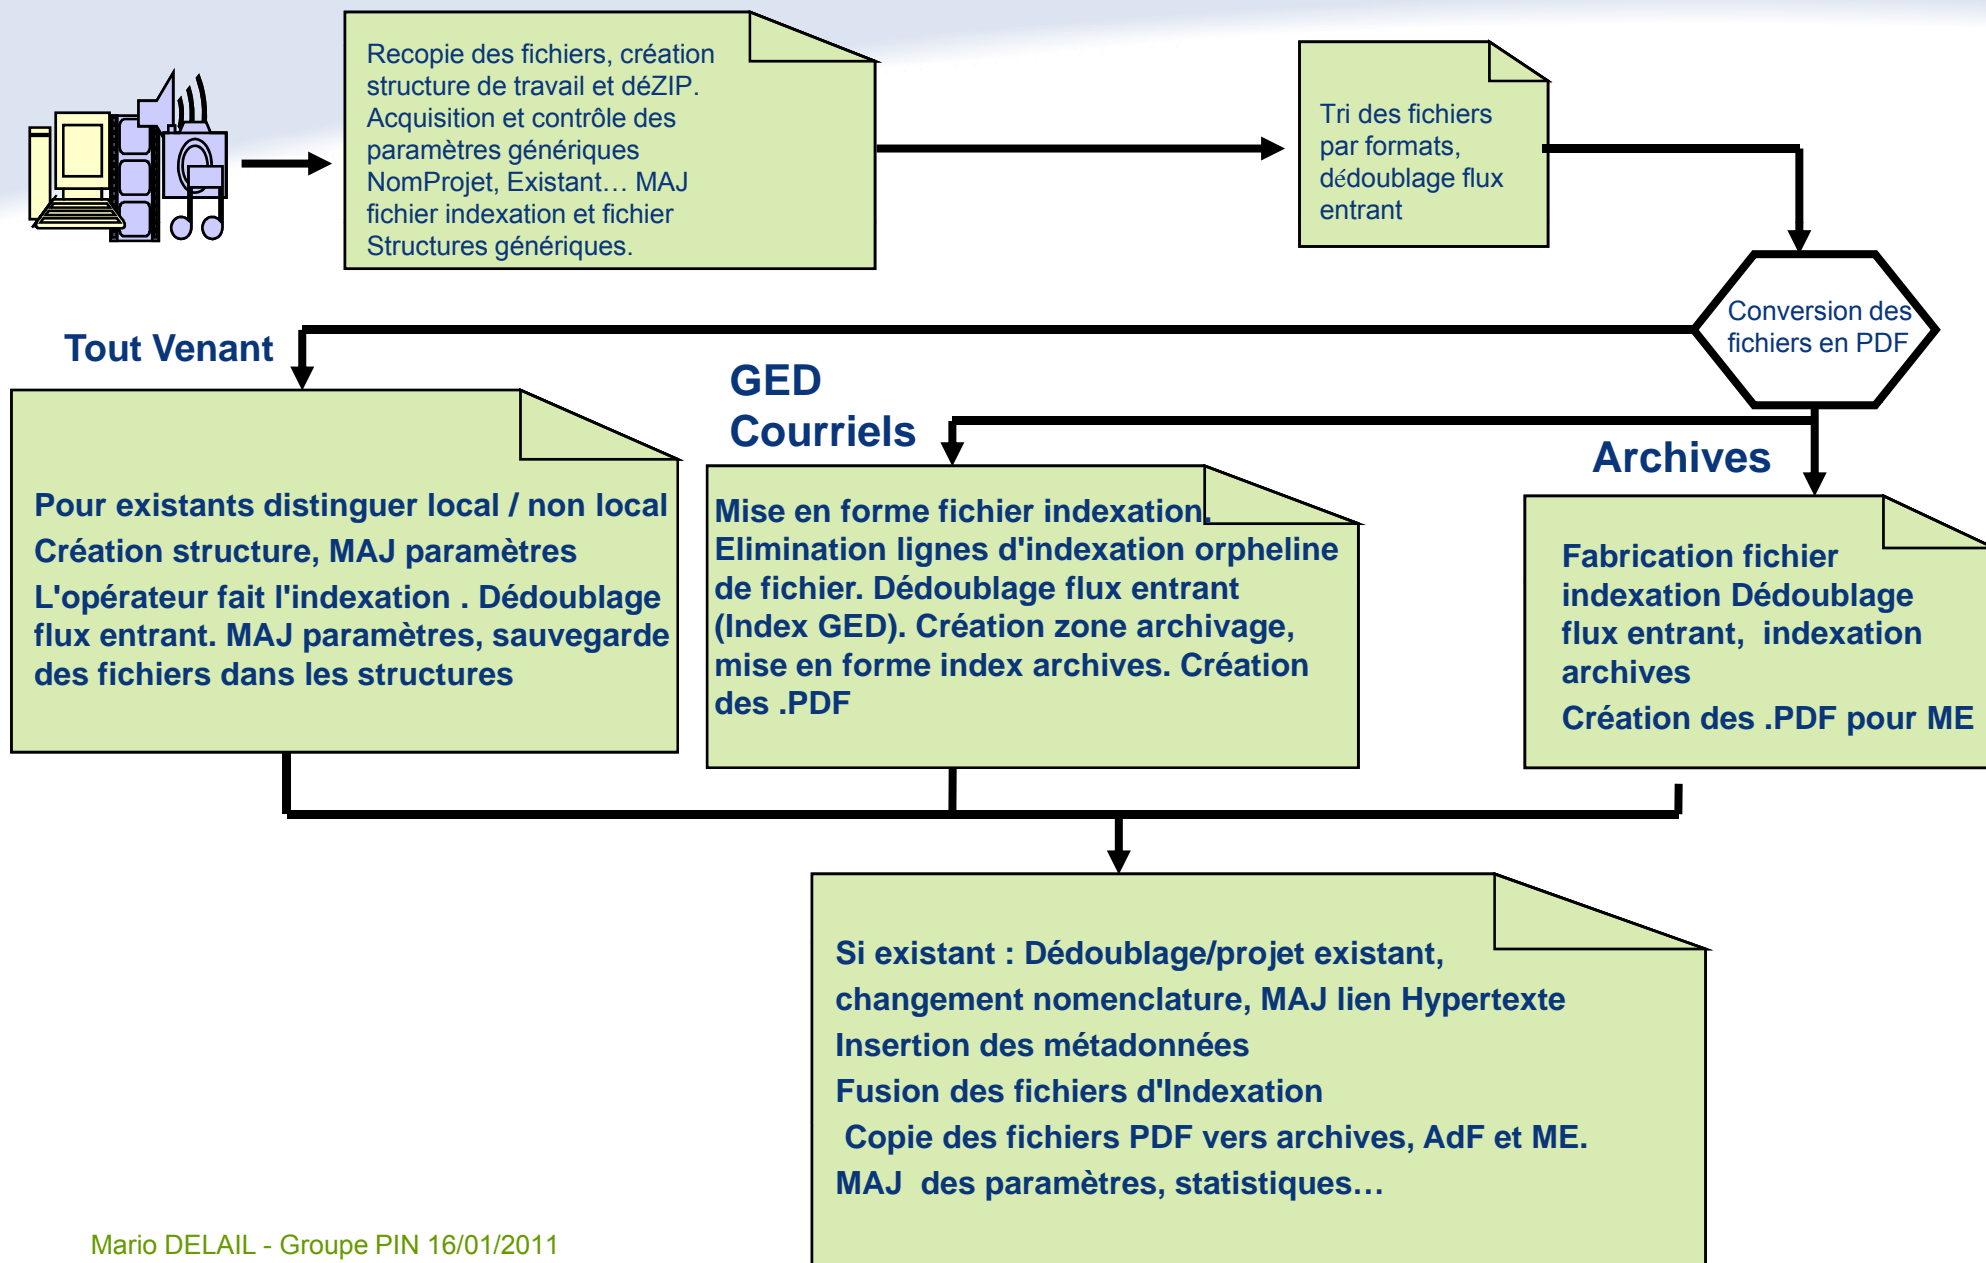 Recopie des fichiers, création
structure de travail et déZIP.
Acquisition et contrôle des
paramètres génériques
NomProjet, Existant… MAJ
fichier indexation et fichier
Structures génériques.
Tri des fichiers
par formats,
dédoublage flux
entrant
Conversion des
fichiers en PDF
Tout Venant
GED
Courriels
Archives
Pour existants distinguer local / non local
Création structure, MAJ paramètres
L'opérateur fait l'indexation . Dédoublage
flux entrant. MAJ paramètres, sauvegarde
des fichiers dans les structures
Mise en forme fichier indexation.
Elimination lignes d'indexation orpheline
de fichier. Dédoublage flux entrant
(Index GED). Création zone archivage,
mise en forme index archives. Création
des .PDF
Fabrication fichier
indexation Dédoublage
flux entrant, indexation
archives
Création des .PDF pour ME
Si existant : Dédoublage/projet existant,
changement nomenclature, MAJ lien Hypertexte
Insertion des métadonnées
Fusion des fichiers d'Indexation
Copie des fichiers PDF vers archives, AdF et ME.
MAJ des paramètres, statistiques…
Mario DELAIL - Groupe PIN 16/01/2011